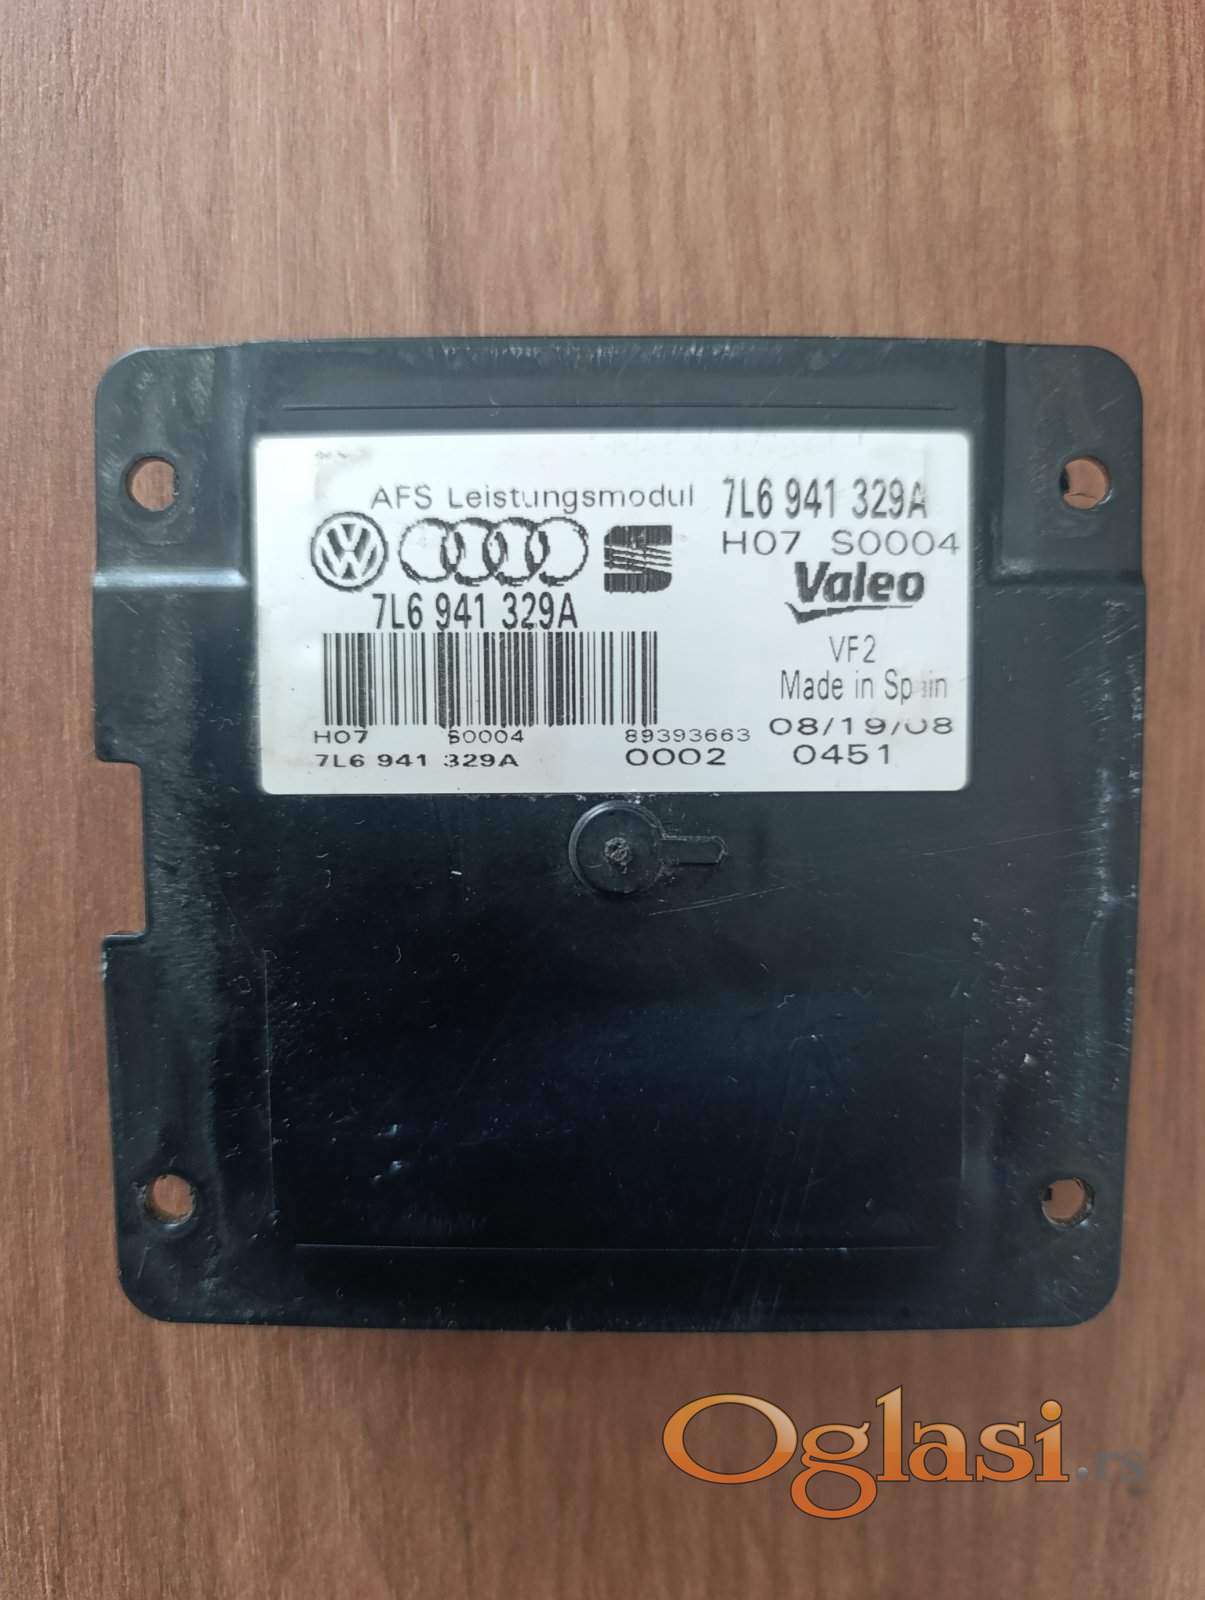 AFS Leistungsmodul
7L6 941 329A
H07 S0004
7L6 941 329A
Valeo
VF2
Made in Spain
H07 S0004 89393663
08/19/08
7L6 941 329A 0002
0451
Oglasi.rs